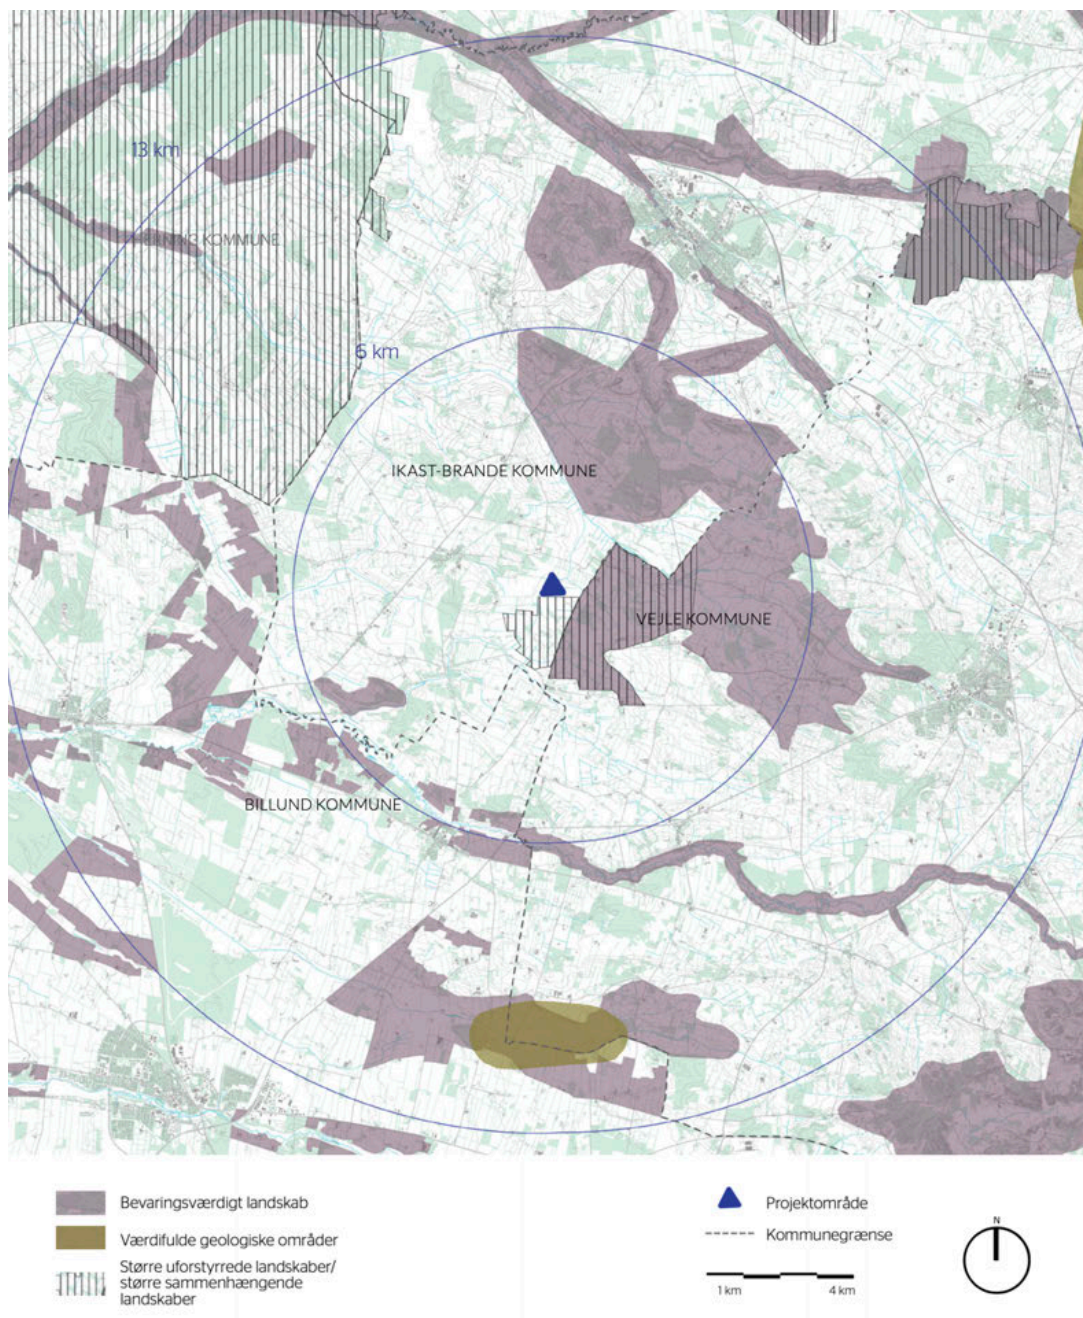 13 km
HERNING KOMMUNE
6 km
IKAST-BRANDE KOMMUNE
VEJLE KOMMUNE
BILLUND KOMMUNE
Bevaringsværdigt landskab
Værdifulde geologiske områder
Større uforstyrrede landskaber/
større sammenhængende
landskaber
Projektområde
Kommunegrænse
1 km 4 km
N